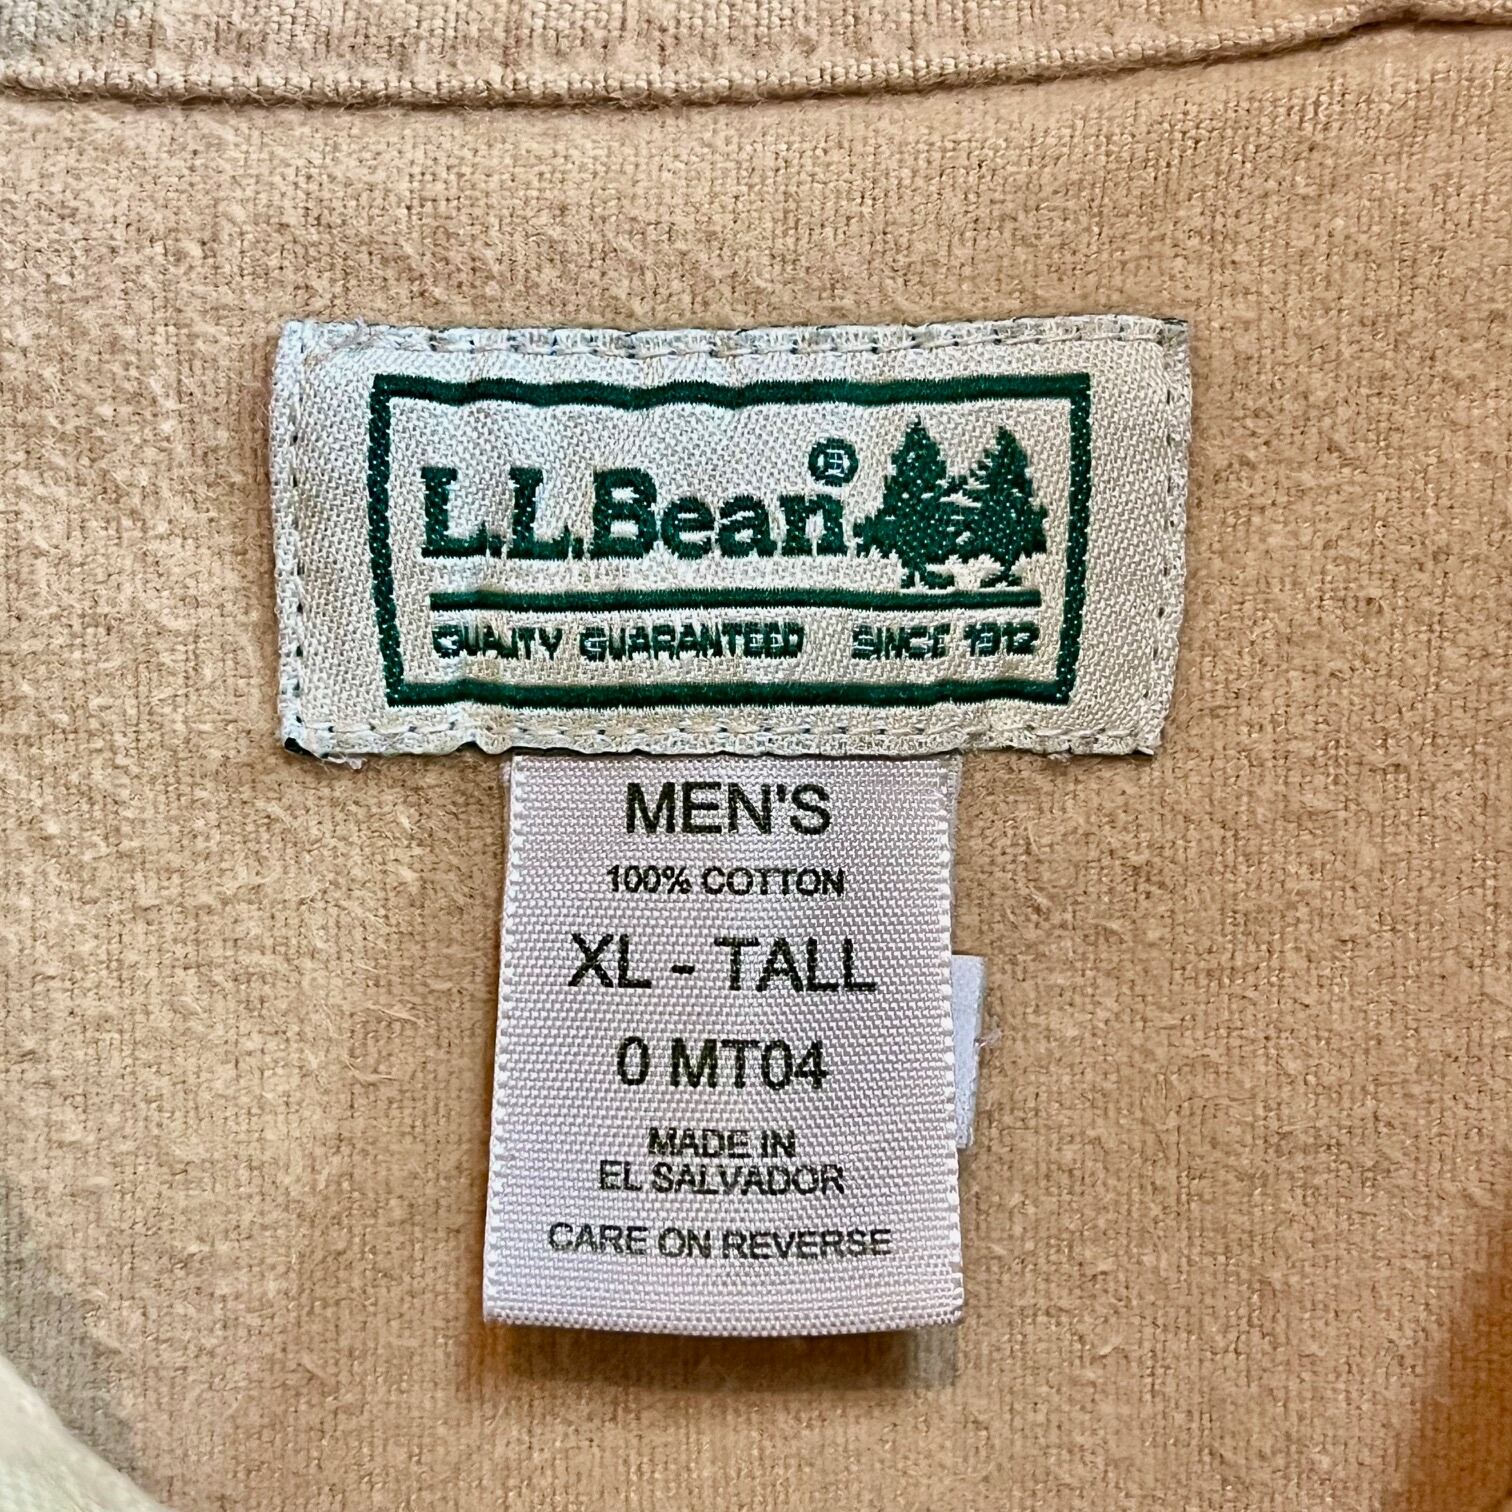 L.L.Bean®
QUALITY GUARANTEED SINCE 1912
MEN'S
100% COTTON
XL - TALL
0 MT04
MADE IN
EL SALVADOR
CARE ON REVERSE